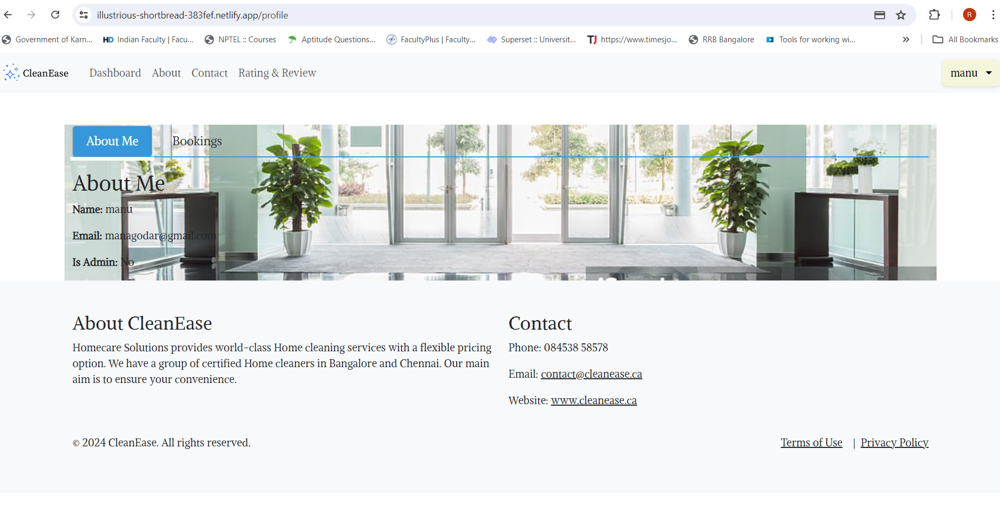 illustrious-shortbread-383fef.netlify.app/profile
R
Government of Karn... Indian Faculty | Facu... NPTEL :: Courses Aptitude Questions... FacultyPlus | Faculty... Superset :: Universit... https://www.timesjo... RRB Bangalore Tools for working wi... » All Bookmarks
CleanEase Dashboard About Contact Rating & Review manu
About Me Bookings
About Me
Name: manu
Email: managodar@gmail.com
Is Admin: No
About CleanEase
Homecare Solutions provides world-class Home cleaning services with a flexible pricing
option. We have a group of certified Home cleaners in Bangalore and Chennai. Our main
aim is to ensure your convenience.
Contact
Phone: 084538 58578
Email: contact@cleanease.ca
Website: www.cleanease.ca
© 2024 CleanEase. All rights reserved.
Terms of Use | Privacy Policy